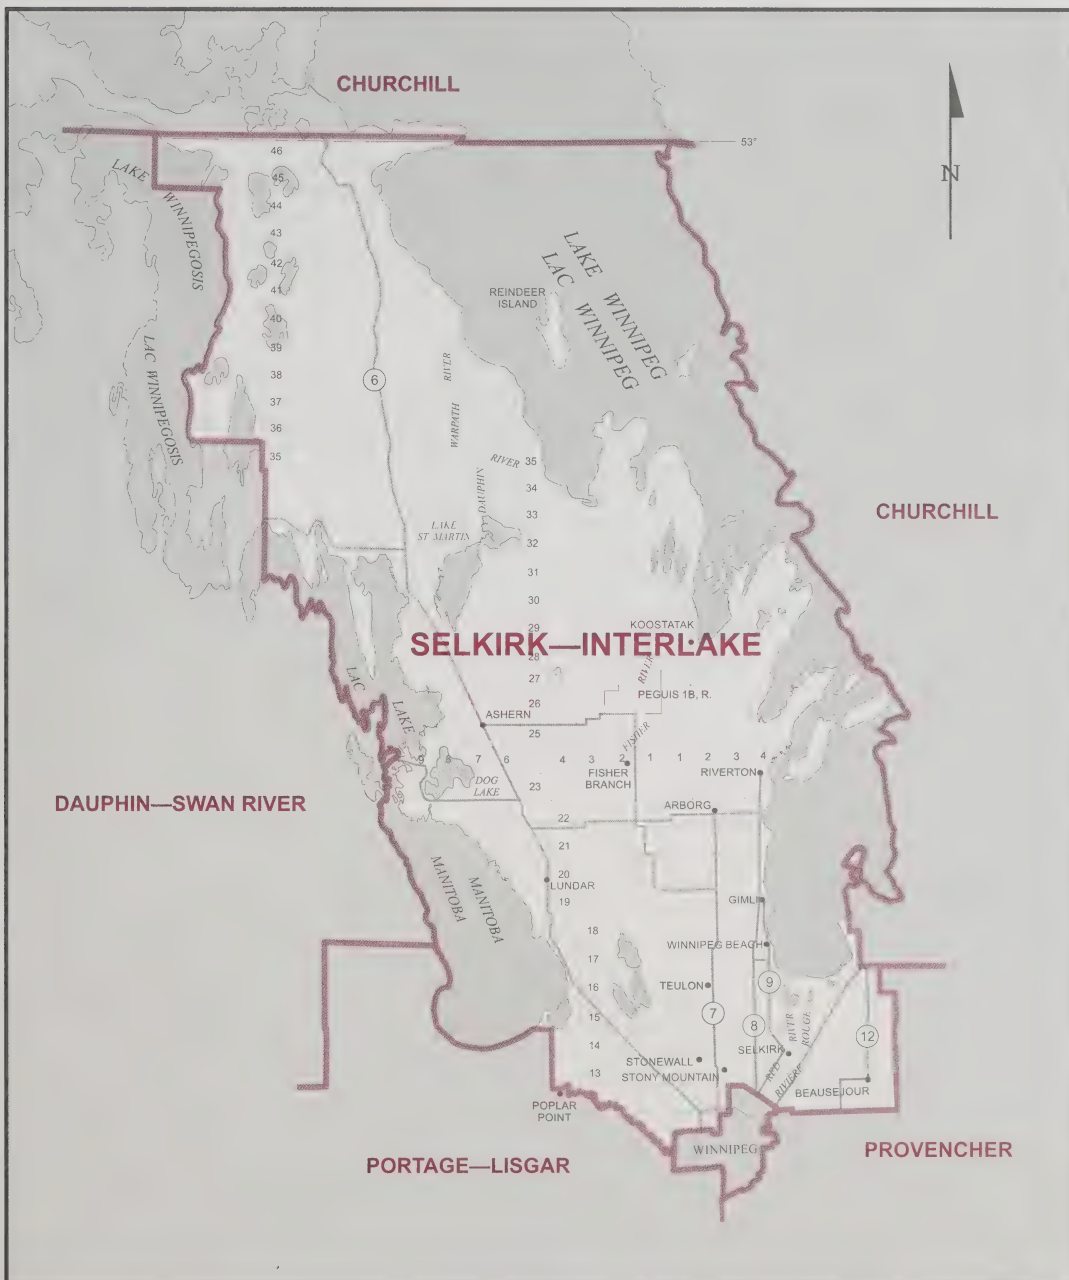 CHURCHILL
53°
N
46
LAKE
45
WINNIPEGOSIS
44
43
42
41
40
39
38
37
36
35
LAC WINNIPEGOSIS
LAKE WINNIPEG
LAC WINNIPEG
REINDEER
ISLAND
6
WARPATH RIVER
DAUPHIN RIVER
35
34
33
32
31
30
29
28
27
26
25
23
22
21
20
19
18
17
16
15
14
13
LAKE
ST MARTIN
CHURCHILL
KOOSTATAK
SELKIRK—INTERLAKE
PEGUIS 1B, R.
FISHER RIVER
ASHERN
LAC
LAKE
9 8 7 6 4 3 2 1 1 2 3 4
FISHER
BRANCH
RIVERTON
DOG
LAKE
DAUPHIN—SWAN RIVER
ARBORG
MANITOBA
MANITOBA
LUNDAR
GIMLI
WINNIPEG BEACH
TEULON
9
7
8
12
RED RIVER
RIVIÈRE ROUGE
SELKIRK
STONEWALL
STONY MOUNTAIN
BEAUSEJOUR
POPLAR
POINT
WINNIPEG
PORTAGE—LISGAR
PROVENCHER